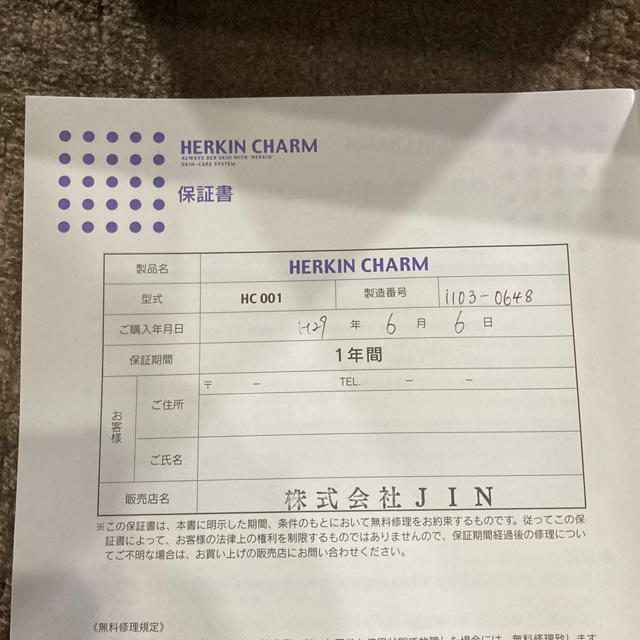 HERKIN CHARM
ALWAYS HER SKIN WITH "HERKIN"
SKIN-CARE SYSTEM
保証書
製品名 HERKIN CHARM
型式 HC 001 製造番号 i103-0648
ご購入年月日 H29 年 6 月 6 日
保証期間 1年間
お客様 ご住所 〒 － TEL. － －
ご氏名
販売店名 株式会社JIN
※この保証書は、本書に明示した期間、条件のもとにおいて無料修理をお約束するものです。従ってこの保
証書によって、お客様の法律上の権利を制限するものではありませんので、保証期間経過後の修理につい
てご不明な場合は、お買い上げの販売店にお問い合わせください。
《無料修理規定》